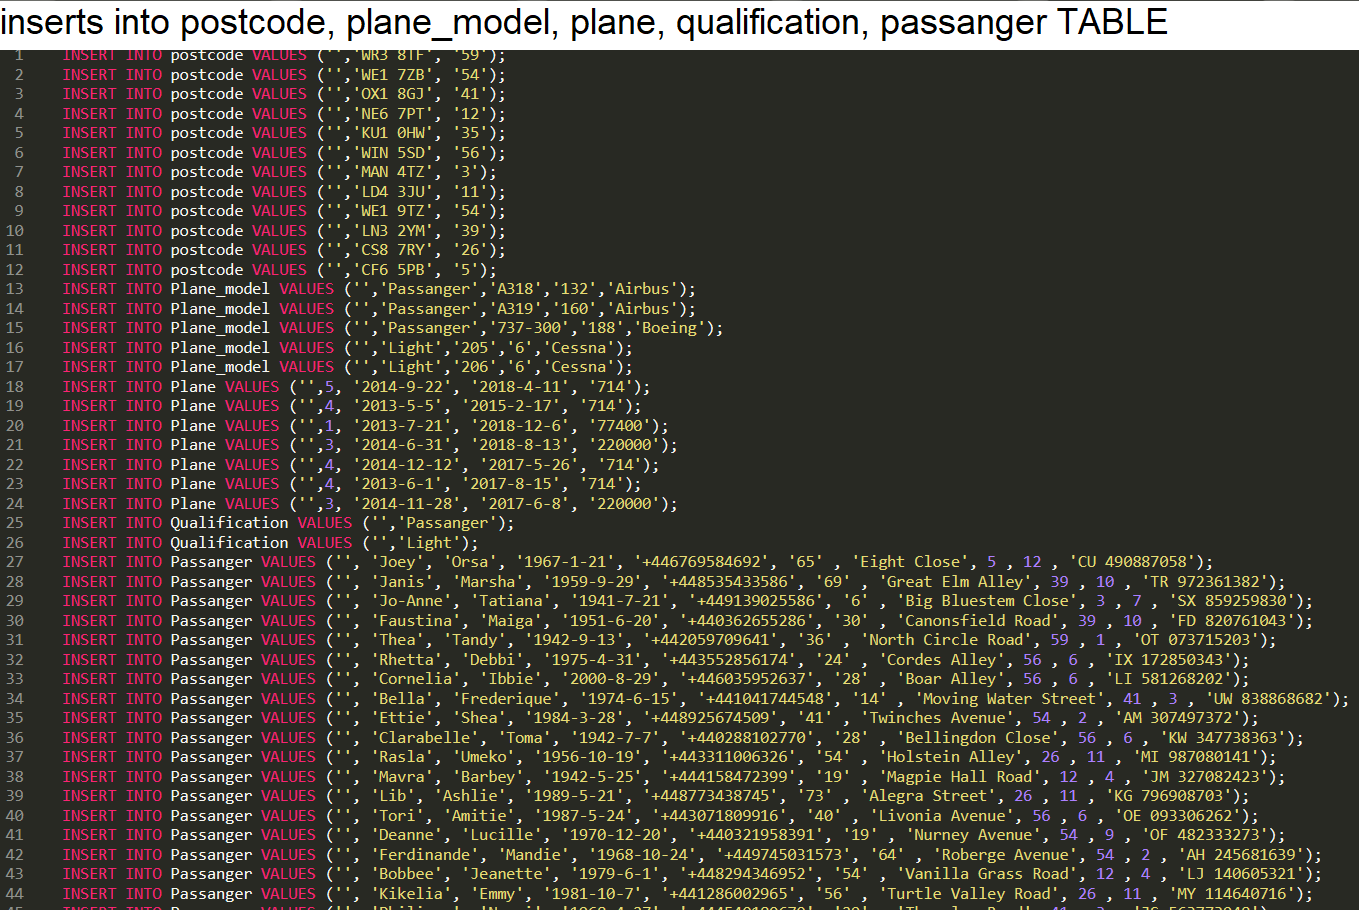 inserts into postcode, plane_model, plane, qualification, passanger TABLE
1 INSERT INTO postcode VALUES ('','WR3 8TF', '59');
2 INSERT INTO postcode VALUES ('','WE1 7ZB', '54');
3 INSERT INTO postcode VALUES ('','OX1 8GJ', '41');
4 INSERT INTO postcode VALUES ('','NE6 7PT', '12');
5 INSERT INTO postcode VALUES ('','KU1 0HW', '35');
6 INSERT INTO postcode VALUES ('','WIN 5SD', '56');
7 INSERT INTO postcode VALUES ('','MAN 4TZ', '3');
8 INSERT INTO postcode VALUES ('','LD4 3JU', '11');
9 INSERT INTO postcode VALUES ('','WE1 9TZ', '54');
10 INSERT INTO postcode VALUES ('','LN3 2YM', '39');
11 INSERT INTO postcode VALUES ('','CS8 7RY', '26');
12 INSERT INTO postcode VALUES ('','CF6 5PB', '5');
13 INSERT INTO Plane_model VALUES ('','Passanger','A318','132','Airbus');
14 INSERT INTO Plane_model VALUES ('','Passanger','A319','160','Airbus');
15 INSERT INTO Plane_model VALUES ('','Passanger','737-300','188','Boeing');
16 INSERT INTO Plane_model VALUES ('','Light','205','6','Cessna');
17 INSERT INTO Plane_model VALUES ('','Light','206','6','Cessna');
18 INSERT INTO Plane VALUES ('',5, '2014-9-22', '2018-4-11', '714');
19 INSERT INTO Plane VALUES ('',4, '2013-5-5', '2015-2-17', '714');
20 INSERT INTO Plane VALUES ('',1, '2013-7-21', '2018-12-6', '77400');
21 INSERT INTO Plane VALUES ('',3, '2014-6-31', '2018-8-13', '220000');
22 INSERT INTO Plane VALUES ('',4, '2014-12-12', '2017-5-26', '714');
23 INSERT INTO Plane VALUES ('',4, '2013-6-1', '2017-8-15', '714');
24 INSERT INTO Plane VALUES ('',3, '2014-11-28', '2017-6-8', '220000');
25 INSERT INTO Qualification VALUES ('','Passanger');
26 INSERT INTO Qualification VALUES ('','Light');
27 INSERT INTO Passanger VALUES ('', 'Joey', 'Orsa', '1967-1-21', '+446769584692', '65' , 'Eight Close', 5 , 12 , 'CU 490887058');
28 INSERT INTO Passanger VALUES ('', 'Janis', 'Marsha', '1959-9-29', '+448535433586', '69' , 'Great Elm Alley', 39 , 10 , 'TR 972361382');
29 INSERT INTO Passanger VALUES ('', 'Jo-Anne', 'Tatiana', '1941-7-21', '+449139025586', '6' , 'Big Bluestem Close', 3 , 7 , 'SX 859259830');
30 INSERT INTO Passanger VALUES ('', 'Faustina', 'Maiga', '1951-6-20', '+440362655286', '30' , 'Canonsfield Road', 39 , 10 , 'FD 820761043');
31 INSERT INTO Passanger VALUES ('', 'Thea', 'Tandy', '1942-9-13', '+442059709641', '36' , 'North Circle Road', 59 , 1 , 'OT 073715203');
32 INSERT INTO Passanger VALUES ('', 'Rhetta', 'Debbi', '1975-4-31', '+443552856174', '24' , 'Cordes Alley', 56 , 6 , 'IX 172850343');
33 INSERT INTO Passanger VALUES ('', 'Cornelia', 'Ibbie', '2000-8-29', '+446035952637', '28' , 'Boar Alley', 56 , 6 , 'LI 581268202');
34 INSERT INTO Passanger VALUES ('', 'Bella', 'Frederique', '1974-6-15', '+441041744548', '14' , 'Moving Water Street', 41 , 3 , 'UW 838868682');
35 INSERT INTO Passanger VALUES ('', 'Ettie', 'Shea', '1984-3-28', '+448925674509', '41' , 'Twinches Avenue', 54 , 2 , 'AM 307497372');
36 INSERT INTO Passanger VALUES ('', 'Clarabelle', 'Toma', '1942-7-7', '+440288102770', '28' , 'Bellingdon Close', 56 , 6 , 'KW 347738363');
37 INSERT INTO Passanger VALUES ('', 'Rasla', 'Umeko', '1956-10-19', '+443311006326', '54' , 'Holstein Alley', 26 , 11 , 'MI 987080141');
38 INSERT INTO Passanger VALUES ('', 'Mavra', 'Barbey', '1942-5-25', '+444158472399', '19' , 'Magpie Hall Road', 12 , 4 , 'JM 327082423');
39 INSERT INTO Passanger VALUES ('', 'Lib', 'Ashlie', '1989-5-21', '+448773438745', '73' , 'Alegra Street', 26 , 11 , 'KG 796908703');
40 INSERT INTO Passanger VALUES ('', 'Tori', 'Amitie', '1987-5-24', '+443071809916', '40' , 'Livonia Avenue', 56 , 6 , 'OE 093306262');
41 INSERT INTO Passanger VALUES ('', 'Deanne', 'Lucille', '1970-12-20', '+440321958391', '19' , 'Nurney Avenue', 54 , 9 , 'OF 482333273');
42 INSERT INTO Passanger VALUES ('', 'Ferdinande', 'Mandie', '1968-10-24', '+449745031573', '64' , 'Roberge Avenue', 54 , 2 , 'AH 245681639');
43 INSERT INTO Passanger VALUES ('', 'Bobbee', 'Jeanette', '1979-6-1', '+448294346952', '54' , 'Vanilla Grass Road', 12 , 4 , 'LJ 140605321');
44 INSERT INTO Passanger VALUES ('', 'Kikelia', 'Emmy', '1981-10-7', '+441286002965', '56' , 'Turtle Valley Road', 26 , 11 , 'MY 114640716');